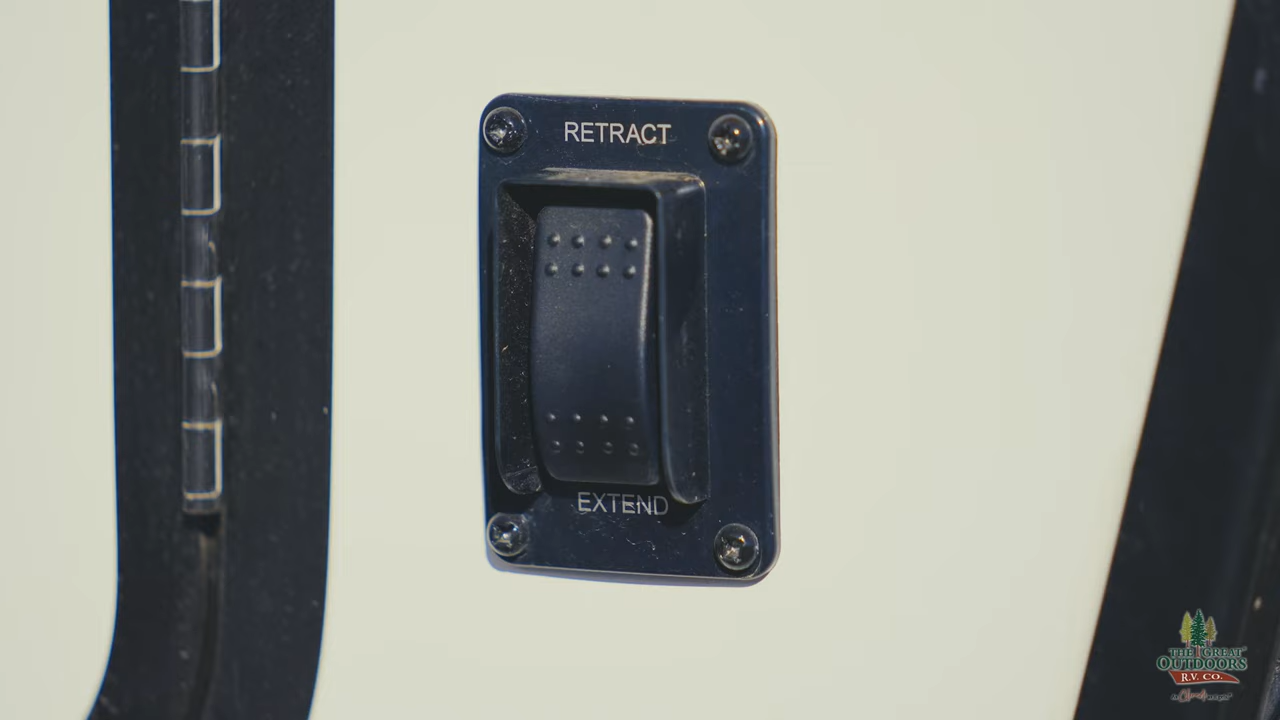 RETRACT
EXTEND
THE GREAT
OUTDOORS
R.V. CO.